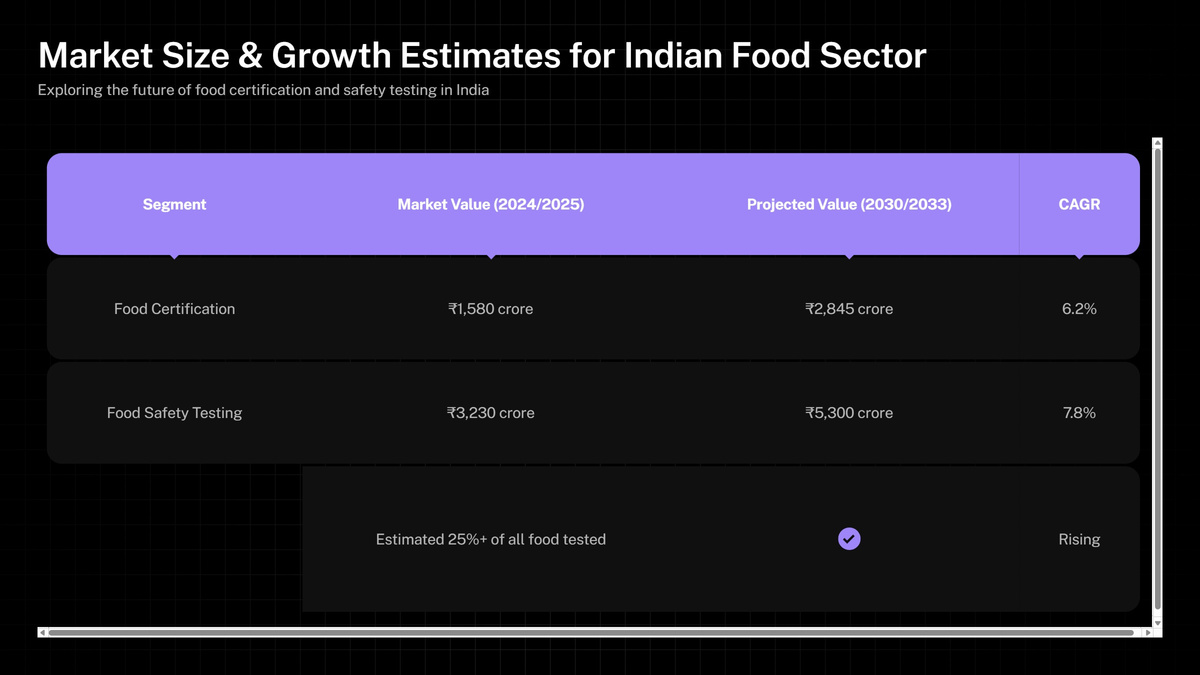 Market Size & Growth Estimates for Indian Food Sector
Exploring the future of food certification and safety testing in India
Segment Market Value (2024/2025) Projected Value (2030/2033) CAGR
Food Certification ₹1,580 crore ₹2,845 crore 6.2%
Food Safety Testing ₹3,230 crore ₹5,300 crore 7.8%
Estimated 25%+ of all food tested Rising